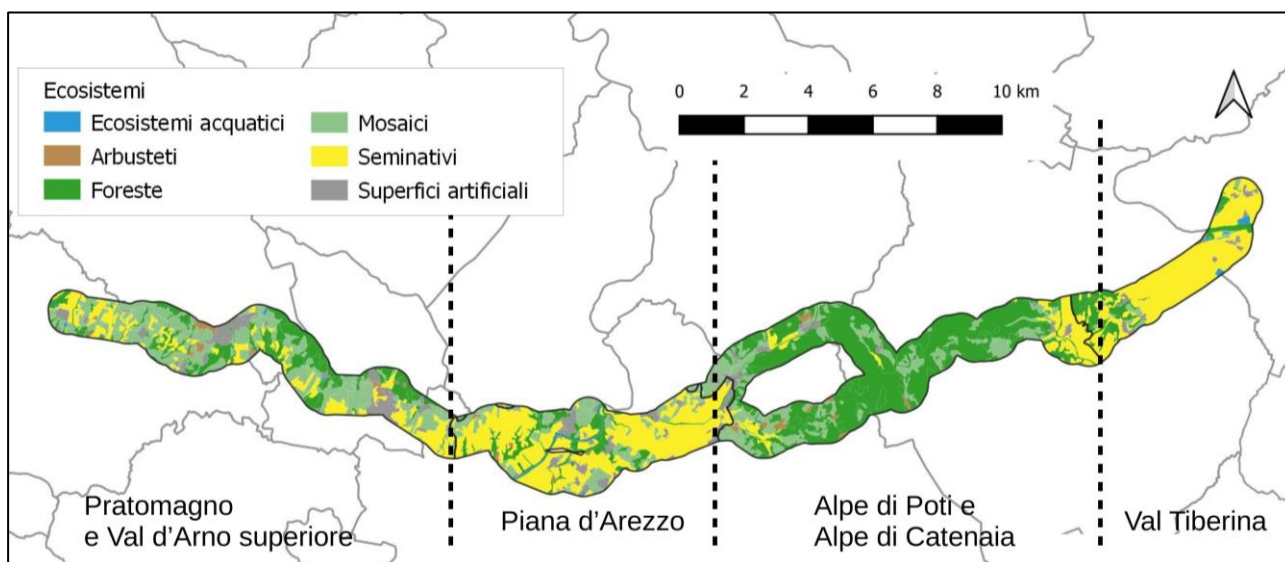 Ecosistemi
Ecosistemi acquatici
Arbusteti
Foreste
Mosaici
Seminativi
Superfici artificiali
0 2 4 6 8 10 km
Pratomagno
e Val d’Arno superiore
Piana d’Arezzo
Alpe di Poti e
Alpe di Catenaia
Val Tiberina